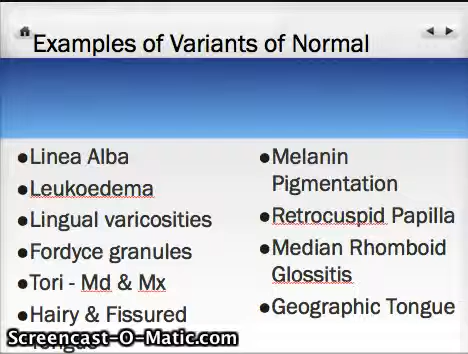 Examples of Variants of Normal
●Linea Alba
●Leukoedema
●Lingual varicosities
●Fordyce granules
●Tori - Md & Mx
●Hairy & Fissured
Tongue
●Melanin
Pigmentation
●Retrocuspid Papilla
●Median Rhomboid
Glossitis
●Geographic Tongue
Screencast-O-Matic.com